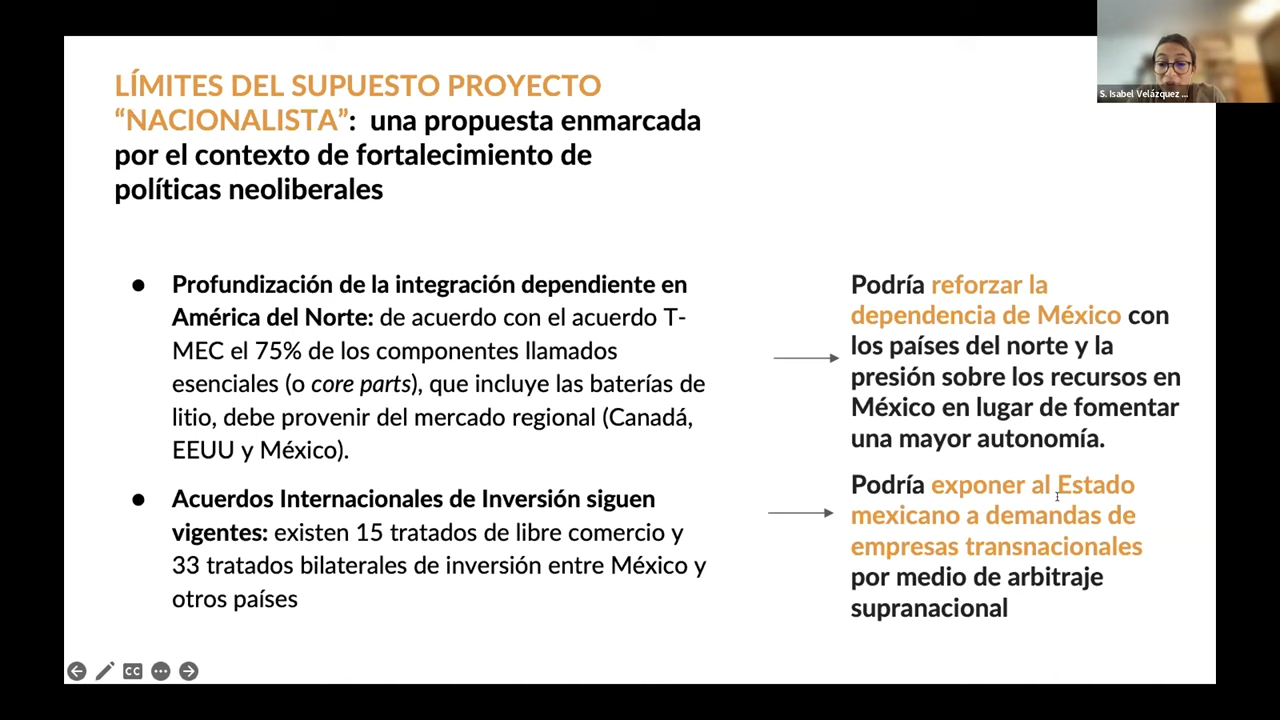 LÍMITES DEL SUPUESTO PROYECTO
“NACIONALISTA”: una propuesta enmarcada
por el contexto de fortalecimiento de
políticas neoliberales
● Profundización de la integración dependiente en
América del Norte: de acuerdo con el acuerdo T-
MEC el 75% de los componentes llamados
esenciales (o core parts), que incluye las baterías de
litio, debe provenir del mercado regional (Canadá,
EEUU y México).
● Acuerdos Internacionales de Inversión siguen
vigentes: existen 15 tratados de libre comercio y
33 tratados bilaterales de inversión entre México y
otros países
Podría reforzar la
dependencia de México con
los países del norte y la
presión sobre los recursos en
México en lugar de fomentar
una mayor autonomía.
Podría exponer al Estado
mexicano a demandas de
empresas transnacionales
por medio de arbitraje
supranacional
S. Isabel Velázquez ...
CC